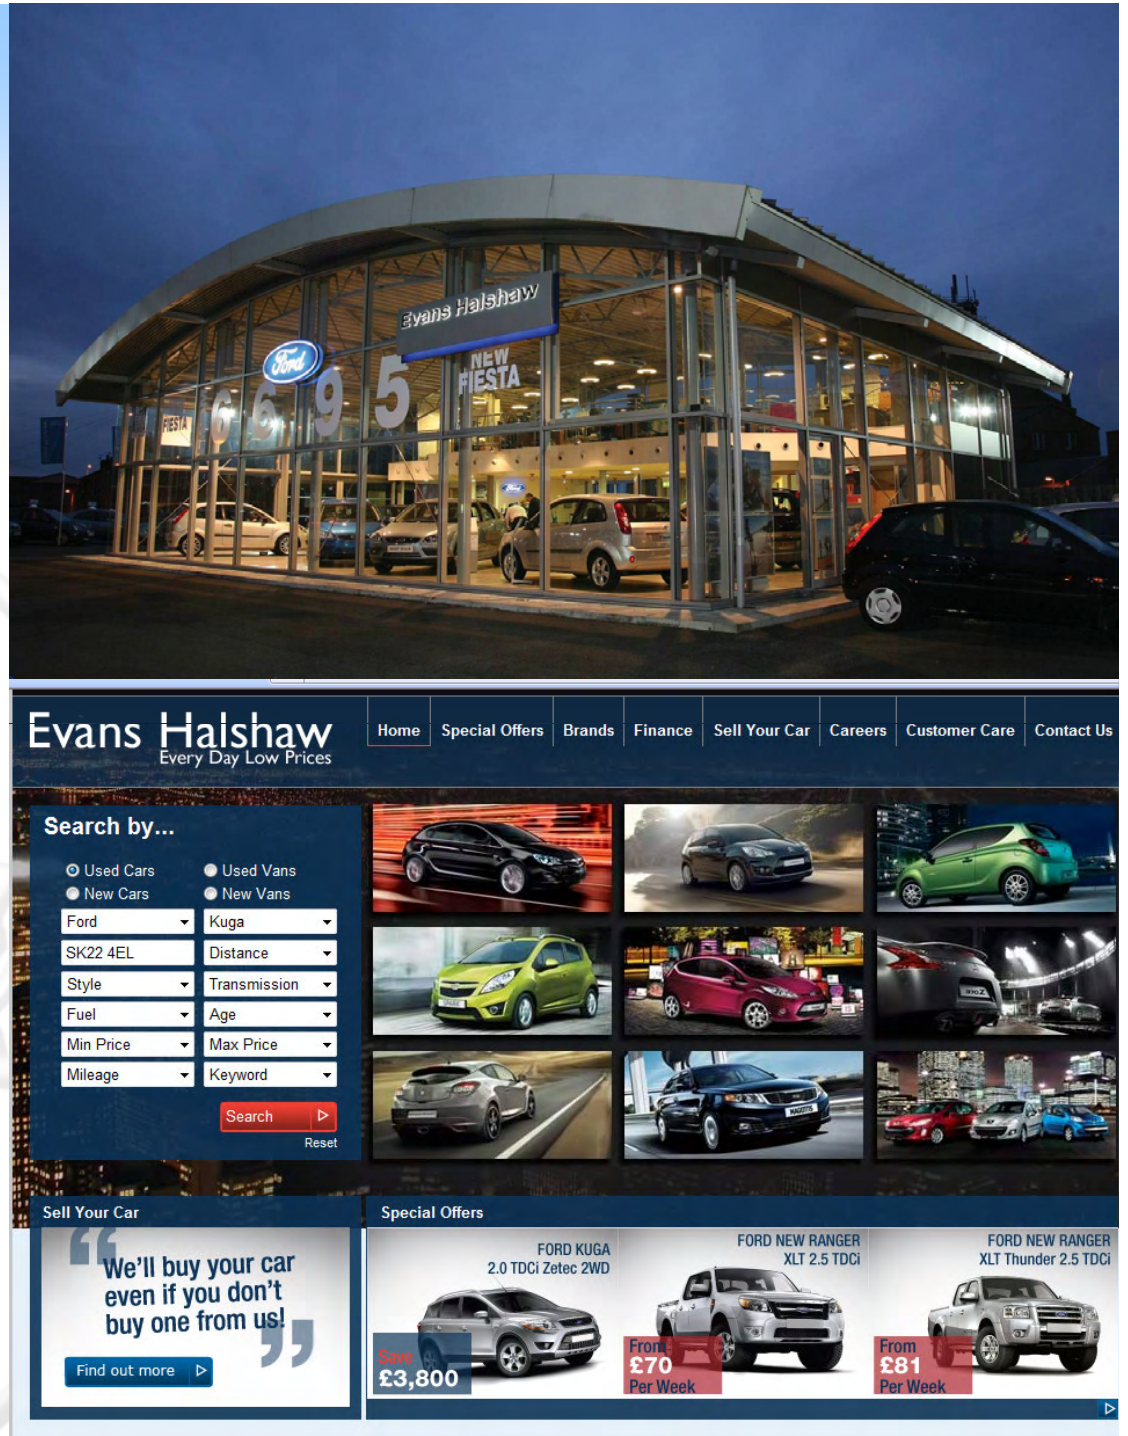 Evans Halshaw
Ford
6695
NEW
FIESTA
FIESTA
Ford
Evans Halshaw
Every Day Low Prices
Home
Special Offers
Brands
Finance
Sell Your Car
Careers
Customer Care
Contact Us
Search by...
Used Cars
Used Vans
New Cars
New Vans
Ford
Kuga
SK22 4EL
Distance
Style
Transmission
Fuel
Age
Min Price
Max Price
Mileage
Keyword
Search
Reset
Sell Your Car
“We'll buy your car
even if you don't
buy one from us!”
Find out more
Special Offers
FORD KUGA
2.0 TDCi Zetec 2WD
Save
£3,800
FORD NEW RANGER
XLT 2.5 TDCi
From
£70
Per Week
FORD NEW RANGER
XLT Thunder 2.5 TDCi
From
£81
Per Week